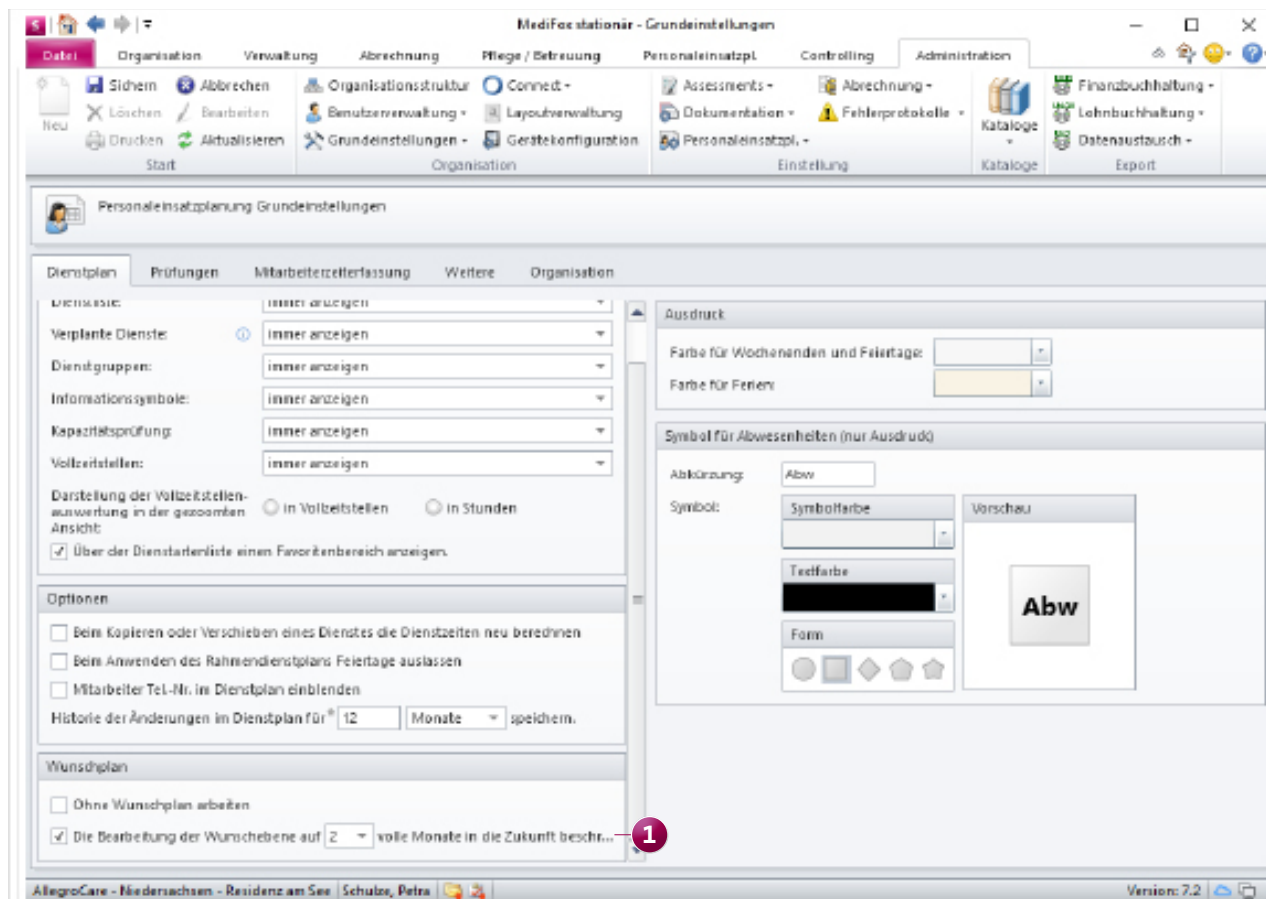 MediFox stationär - Grundeinstellungen
Datei Organisation Verwaltung Abrechnung Pflege / Betreuung Personaleinsatzpl. Controlling Administration
Neu
Sichern Abbrechen
Löschen Bearbeiten
Drucken Aktualisieren
Start
Organisationsstruktur Connect
Benutzerverwaltung Layoutverwaltung
Grundeinstellungen Gerätekonfiguration
Organisation
Assessments Abrechnung
Dokumentation Fehlerprotokolle
Personaleinsatzpl.
Einstellung
Kataloge
Kataloge
Finanzbuchhaltung
Lohnbuchhaltung
Datenaustausch
Export
Personaleinsatzplanung Grundeinstellungen
Dienstplan Prüfungen Mitarbeiterzeiterfassung Weitere Organisation
Dienstliste: immer anzeigen
Verplante Dienste: immer anzeigen
Dienstgruppen: immer anzeigen
Informationssymbole: immer anzeigen
Kapazitätsprüfung: immer anzeigen
Vollzeitstellen: immer anzeigen
Darstellung der Vollzeitstellen-
auswertung in der gezoomten
Ansicht:
in Vollzeitstellen in Stunden
Über der Dienstartenliste einen Favoritenbereich anzeigen.
Optionen
Beim Kopieren oder Verschieben eines Dienstes die Dienstzeiten neu berechnen
Beim Anwenden des Rahmendienstplans Feiertage auslassen
Mitarbeiter Tel.-Nr. im Dienstplan einblenden
Historie der Änderungen im Dienstplan für* 12 Monate speichern.
Wunschplan
Ohne Wunschplan arbeiten
Die Bearbeitung der Wunschebene auf 2 volle Monate in die Zukunft beschr...
1
Ausdruck
Farbe für Wochenenden und Feiertage:
Farbe für Ferien:
Symbol für Abwesenheiten (nur Ausdruck)
Abkürzung: Abw
Symbol:
Symbolfarbe
Textfarbe
Form
Vorschau
Abw
AllegroCare - Niedersachsen - Residenz am See Schulze, Petra Version: 7.2